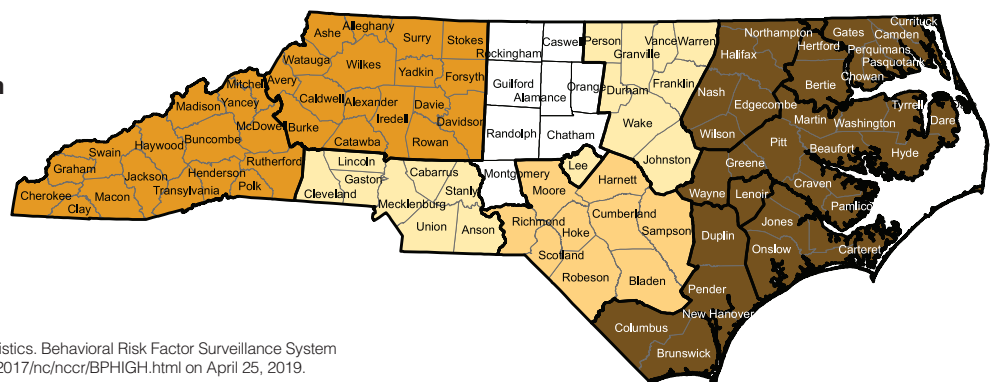 n
Ashe
Alleghany
Surry
Stokes
Rockingham
Caswell
Person
Granville
Vance
Warren
Northampton
Gates
Currituck
Camden
Hertford
Perquimans
Pasquotank
Chowan
Halifax
Watauga
Wilkes
Yadkin
Forsyth
Guilford
Alamance
Orange
Durham
Franklin
Nash
Edgecombe
Bertie
Mitchell
Avery
Madison
Yancey
Caldwell
Alexander
Davie
Iredell
Davidson
Martin
Washington
Tyrrell
Dare
McDowell
Burke
Catawba
Rowan
Randolph
Chatham
Wake
Wilson
Pitt
Beaufort
Hyde
Swain
Haywood
Buncombe
Rutherford
Graham
Jackson
Henderson
Lincoln
Gaston
Cabarrus
Stanly
Montgomery
Lee
Johnston
Greene
Cherokee
Clay
Macon
Transylvania
Polk
Cleveland
Mecklenburg
Moore
Harnett
Wayne
Lenoir
Craven
Pamlico
Union
Anson
Richmond
Hoke
Cumberland
Sampson
Duplin
Jones
Onslow
Carteret
Scotland
Robeson
Bladen
Pender
New Hanover
Columbus
Brunswick
istics. Behavioral Risk Factor Surveillance System
2017/nc/nccr/BPHIGH.html on April 25, 2019.